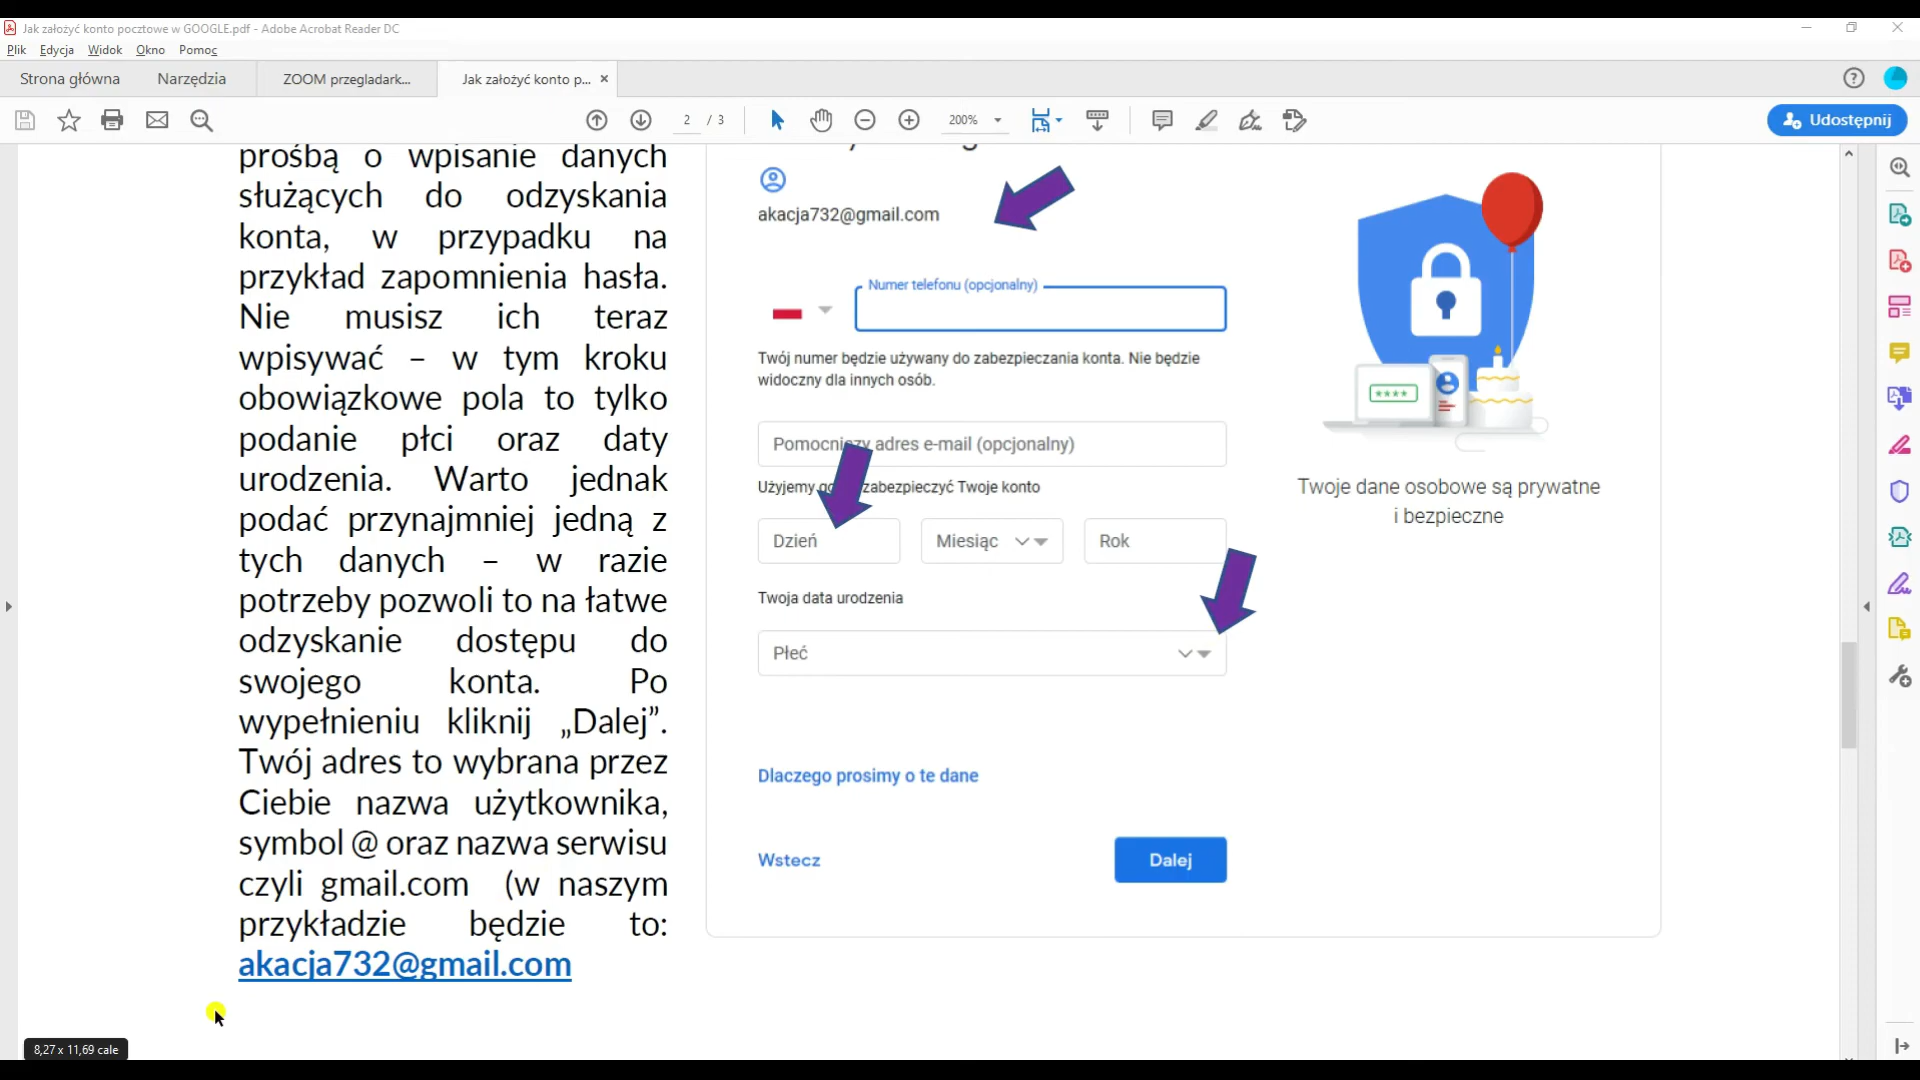 Jak założyć konto pocztowe w GOOGLE.pdf - Adobe Acrobat Reader DC
Plik Edycja Widok Okno Pomoc
Strona główna Narzędzia ZOOM przegladark... Jak założyć konto p... ×
2 / 3 200% Udostępnij
prośbą o wpisanie danych
służących do odzyskania
konta, w przypadku na
przykład zapomnienia hasła.
Nie musisz ich teraz
wpisywać – w tym kroku
obowiązkowe pola to tylko
podanie płci oraz daty
urodzenia. Warto jednak
podać przynajmniej jedną z
tych danych – w razie
potrzeby pozwoli to na łatwe
odzyskanie dostępu do
swojego konta. Po
wypełnieniu kliknij „Dalej”.
Twój adres to wybrana przez
Ciebie nazwa użytkownika,
symbol @ oraz nazwa serwisu
czyli gmail.com (w naszym
przykładzie będzie to:
akacja732@gmail.com
akacja732@gmail.com
Numer telefonu (opcjonalny)
Twój numer będzie używany do zabezpieczania konta. Nie będzie
widoczny dla innych osób.
Pomocniczy adres e-mail (opcjonalny)
Użyjemy zabezpieczyć Twoje konto
Dzień Miesiąc Rok
Twoja data urodzenia
Płeć
Dlaczego prosimy o te dane
Wstecz Dalej
****
Twoje dane osobowe są prywatne
i bezpieczne
8,27 x 11,69 cale